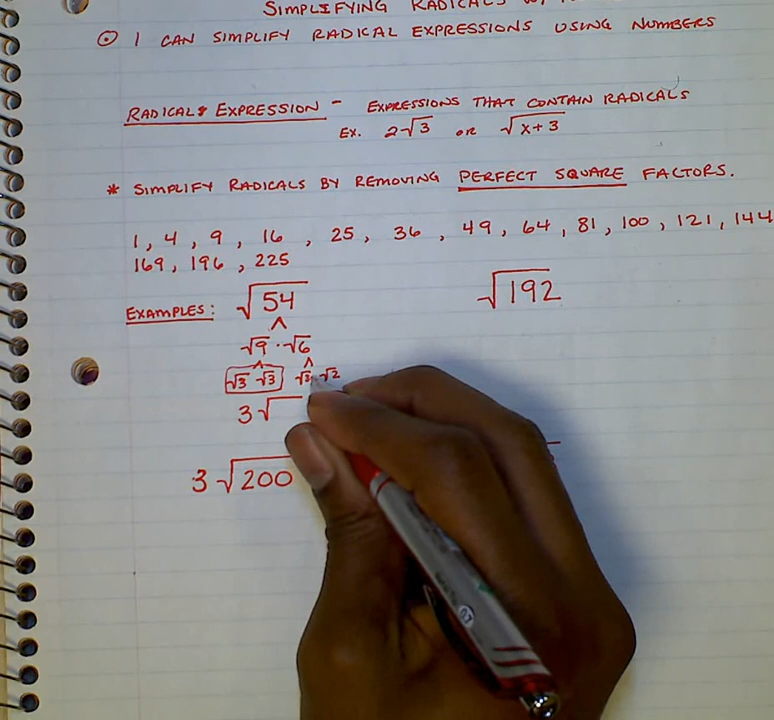 SIMPLIFYING RADICALS
⊙ I CAN SIMPLIFY RADICAL EXPRESSIONS USING NUMBERS
RADICAL EXPRESSION - EXPRESSIONS THAT CONTAIN RADICALS
EX. 2√3 OR √x+3
* SIMPLIFY RADICALS BY REMOVING PERFECT SQUARE FACTORS.
1, 4, 9, 16, 25, 36, 49, 64, 81, 100, 121, 144
169, 196, 225
EXAMPLES: √54 √192
√9 · √6
√3 √3 √3 √2
3√
3√200